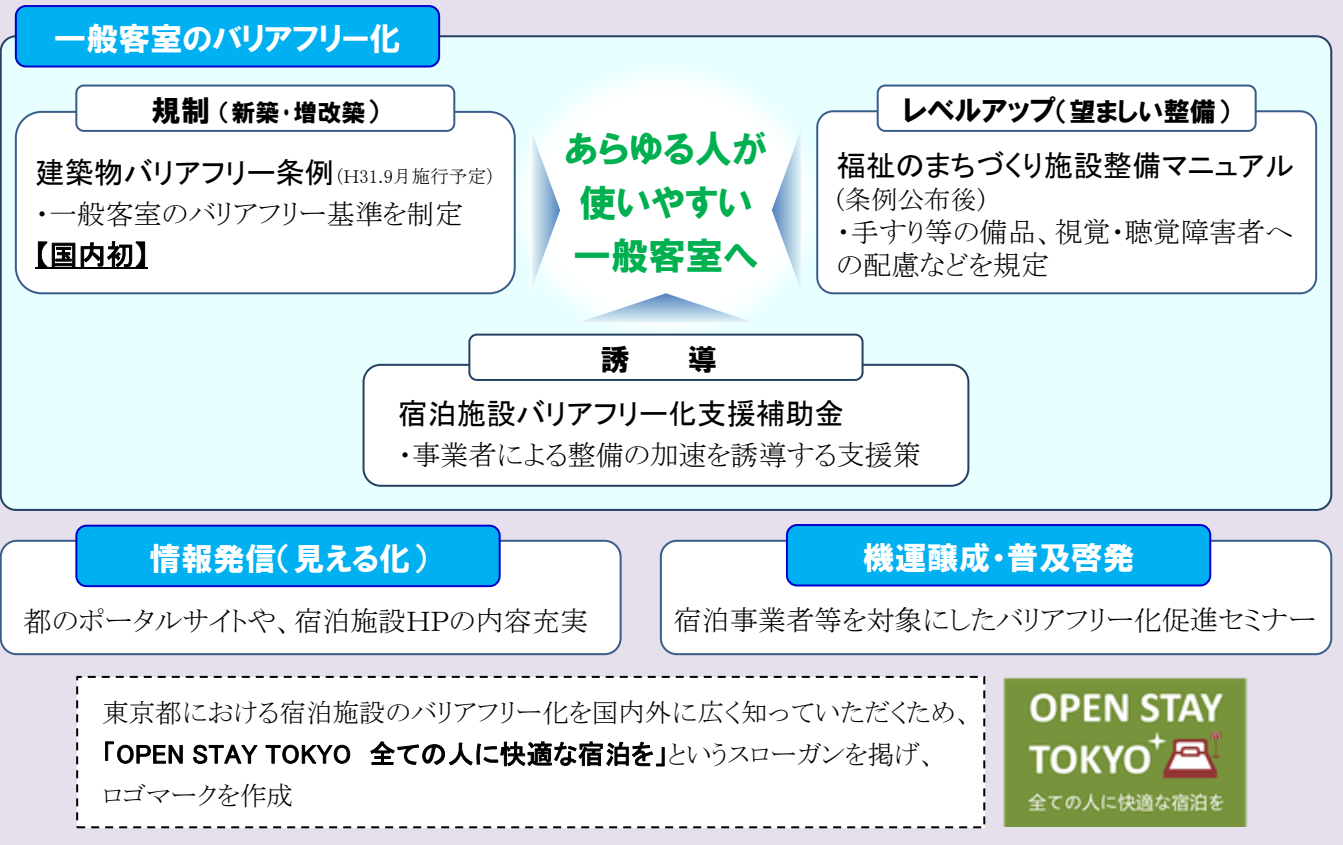 一般客室のバリアフリー化
規制（新築・増改築）
建築物バリアフリー条例(H31.9月施行予定)
・一般客室のバリアフリー基準を制定
【国内初】
あらゆる人が
使いやすい
一般客室へ
レベルアップ（望ましい整備）
福祉のまちづくり施設整備マニュアル
(条例公布後)
・手すり等の備品、視覚・聴覚障害者へ
の配慮などを規定
誘　導
宿泊施設バリアフリー化支援補助金
・事業者による整備の加速を誘導する支援策
情報発信（見える化）
都のポータルサイトや、宿泊施設HPの内容充実
機運醸成・普及啓発
宿泊事業者等を対象にしたバリアフリー化促進セミナー
東京都における宿泊施設のバリアフリー化を国内外に広く知っていただくため、
「OPEN STAY TOKYO　全ての人に快適な宿泊を」というスローガンを掲げ、
ロゴマークを作成
OPEN STAY
TOKYO
全ての人に快適な宿泊を